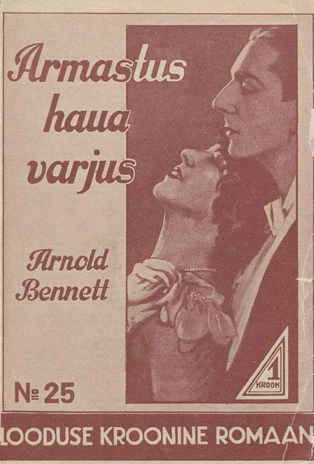 Armastus
haua
varjus
Arnold
Bennett
№ 25
1
KROON
LOODUSE KROONINE ROMAAN